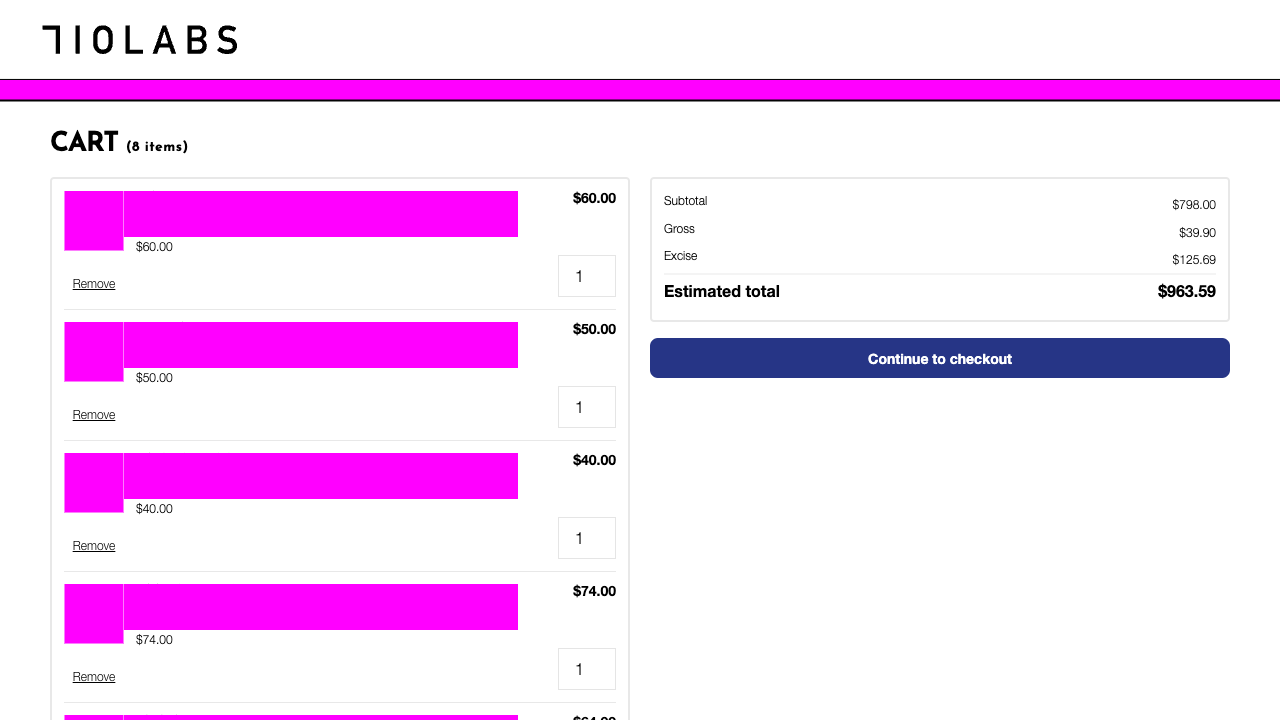 710LABS
CART (8 items)
$60.00
$60.00
Remove
1
$50.00
$50.00
Remove
1
$40.00
$40.00
Remove
1
$74.00
$74.00
Remove
1
Subtotal $798.00
Gross $39.90
Excise $125.69
Estimated total $963.59
Continue to checkout